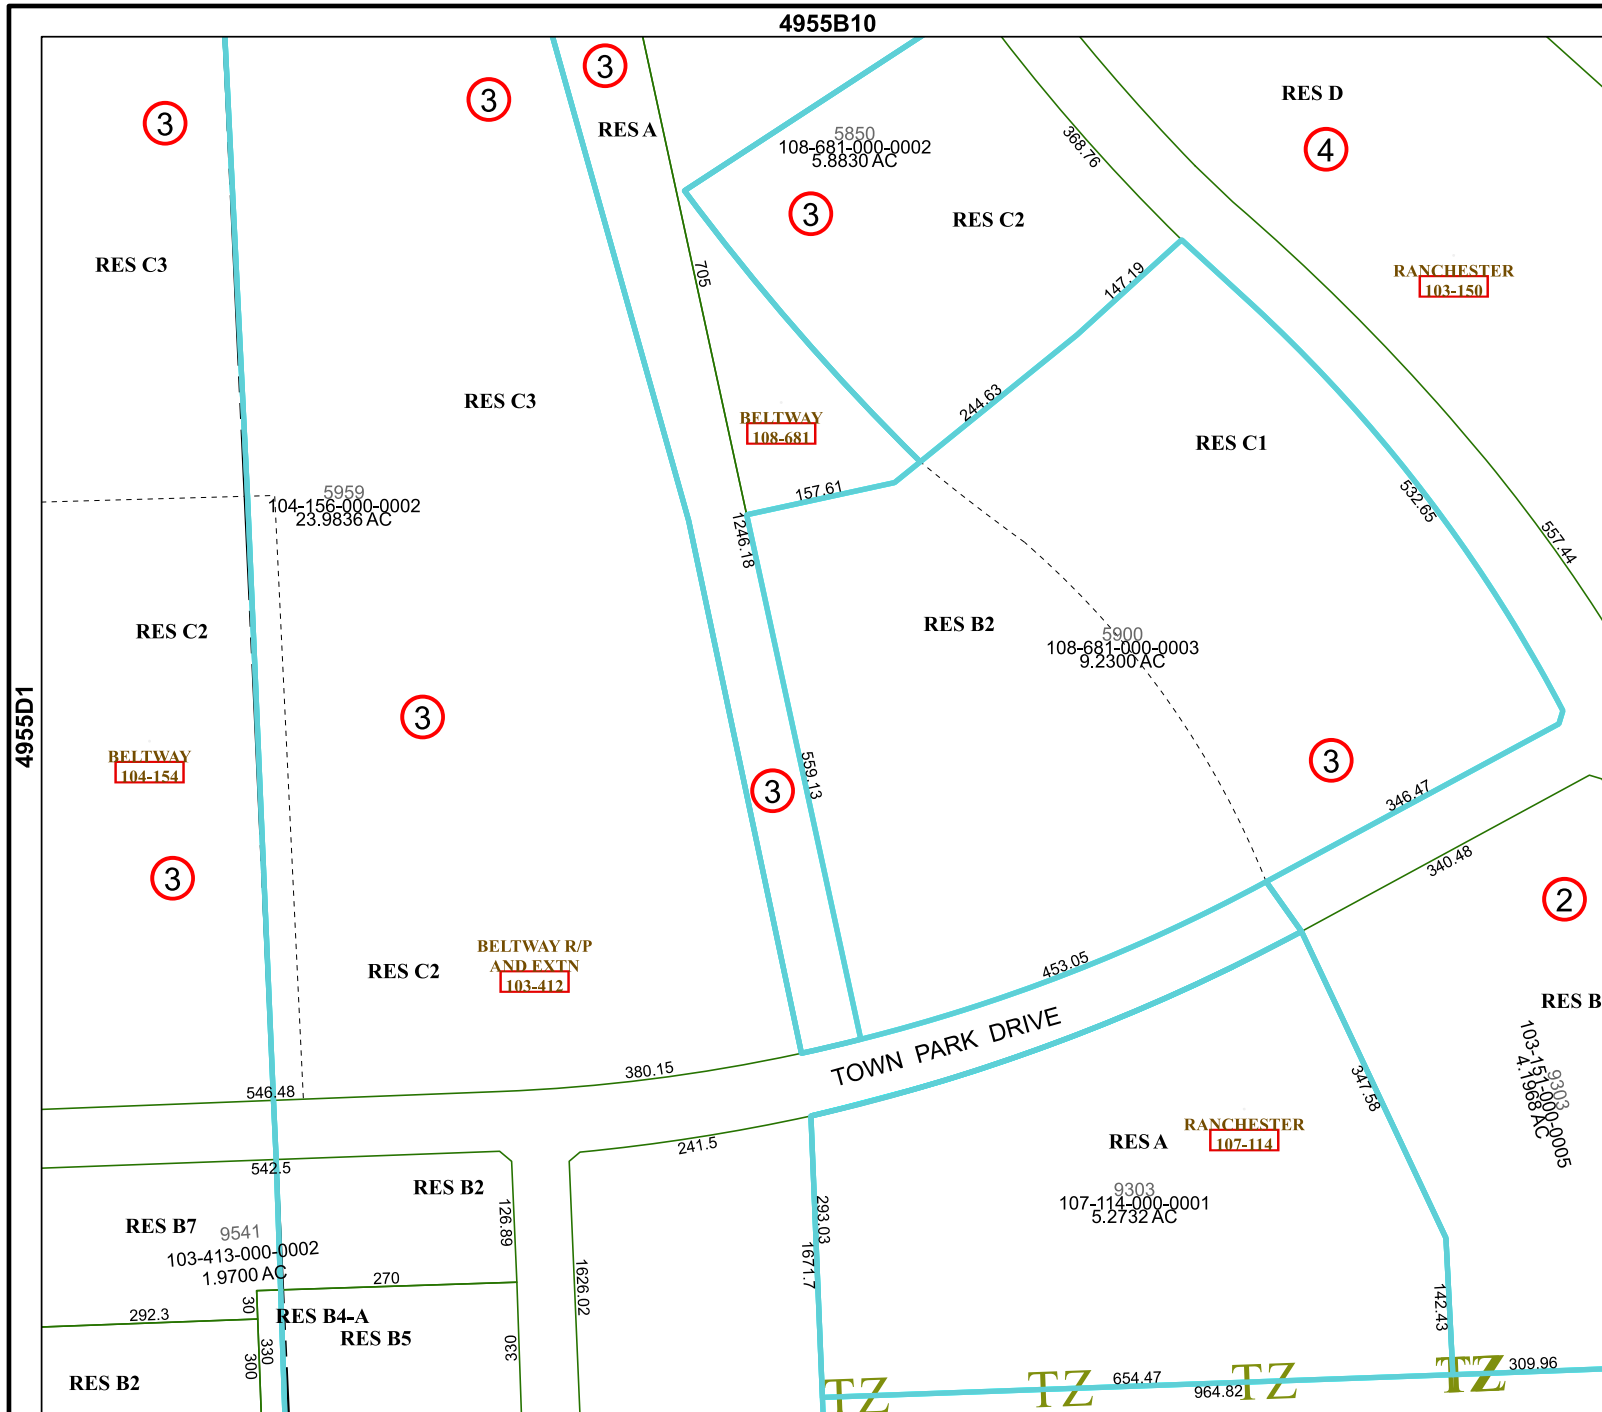 4955B10
3
3
3
RES A
RES D
4
5850
108-681-000-0002
5.8830 AC
368.76
3
RES C2
RES C3
705
147.19
RANCHESTER
103-150
RES C3
244.63
BELTWAY
108-681
RES C1
5959
104-156-000-0002
23.9836 AC
157.61
1246.18
532.65
557.44
RES C2
RES B2
5900
108-681-000-0003
9.2300 AC
4955D1
3
BELTWAY
104-154
559.13
3
3
346.47
3
340.48
2
BELTWAY R/P
AND EXTN
103-412
RES C2
453.05
RES B
TOWN PARK DRIVE
9303
103-151-000-0005
4.1968 AC
546.48
380.15
347.58
RANCHESTER
107-114
RES A
241.5
542.5
RES B2
9303
107-114-000-0001
5.2732 AC
126.89
293.03
RES B7
9541
103-413-000-0002
1.9700 AC
1671.7
270
1626.02
30
292.3
RES B4-A
RES B5
142.43
330
300
330
RES B2
TZ
TZ
TZ
TZ
654.47
964.82
309.96